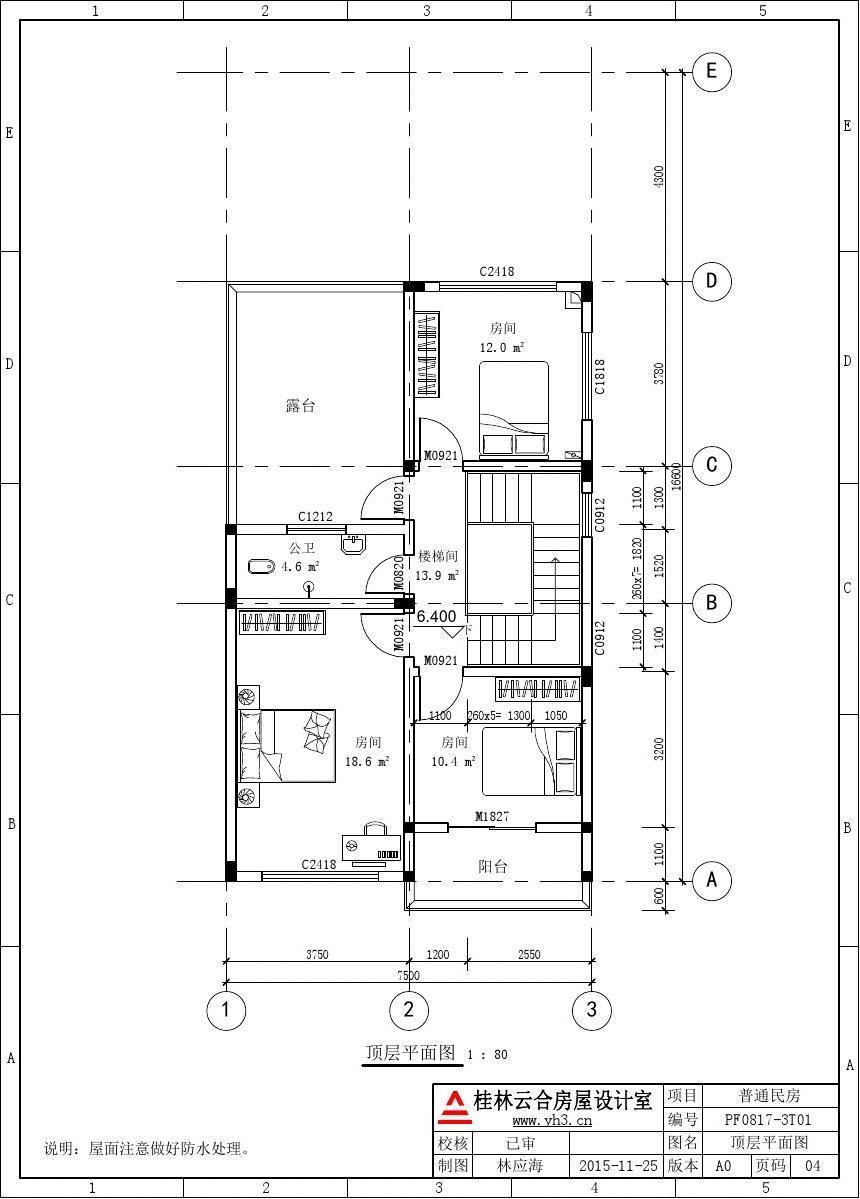 1 2 3 4 5
E
E
E
4300
C2418
D
房间
12.0 m²
D
D
3780
C1818
露台
M0921
C
M0921
C1212
C0912
1100
1300
16600
公卫
4.6 m²
M0820
楼梯间
13.9 m²
260x7= 1820
1520
C
C
6.400
下
B
M0921
M0921
C0912
1100
1400
1100
260x5= 1300
1050
房间
18.6 m²
房间
10.4 m²
3200
M1827
B
B
C2418
阳台
1100
A
600
3750
1200
2550
7500
1
2
3
顶层平面图 1 : 80
A
A
桂林云合房屋设计室
www.yh3.cn
项目 普通民房
编号 PF0817-3T01
校核 已审 图名 顶层平面图
制图 林应海 2015-11-25 版本 A0 页码 04
说明: 屋面注意做好防水处理。
1 2 3 4 5